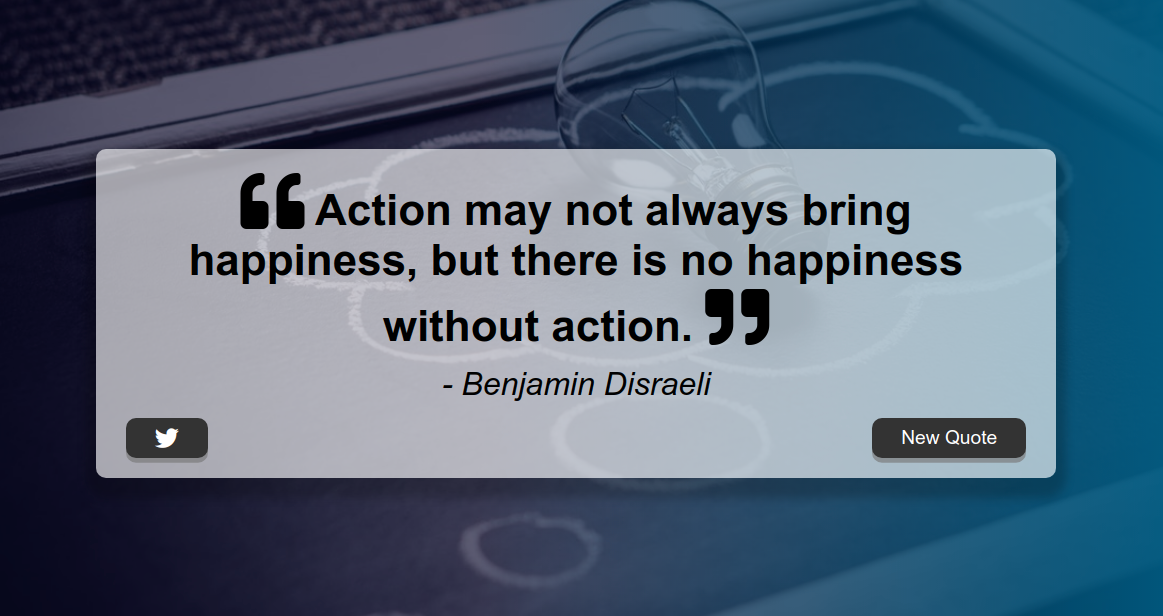 “ Action may not always bring
happiness, but there is no happiness
without action. ”
- Benjamin Disraeli
New Quote